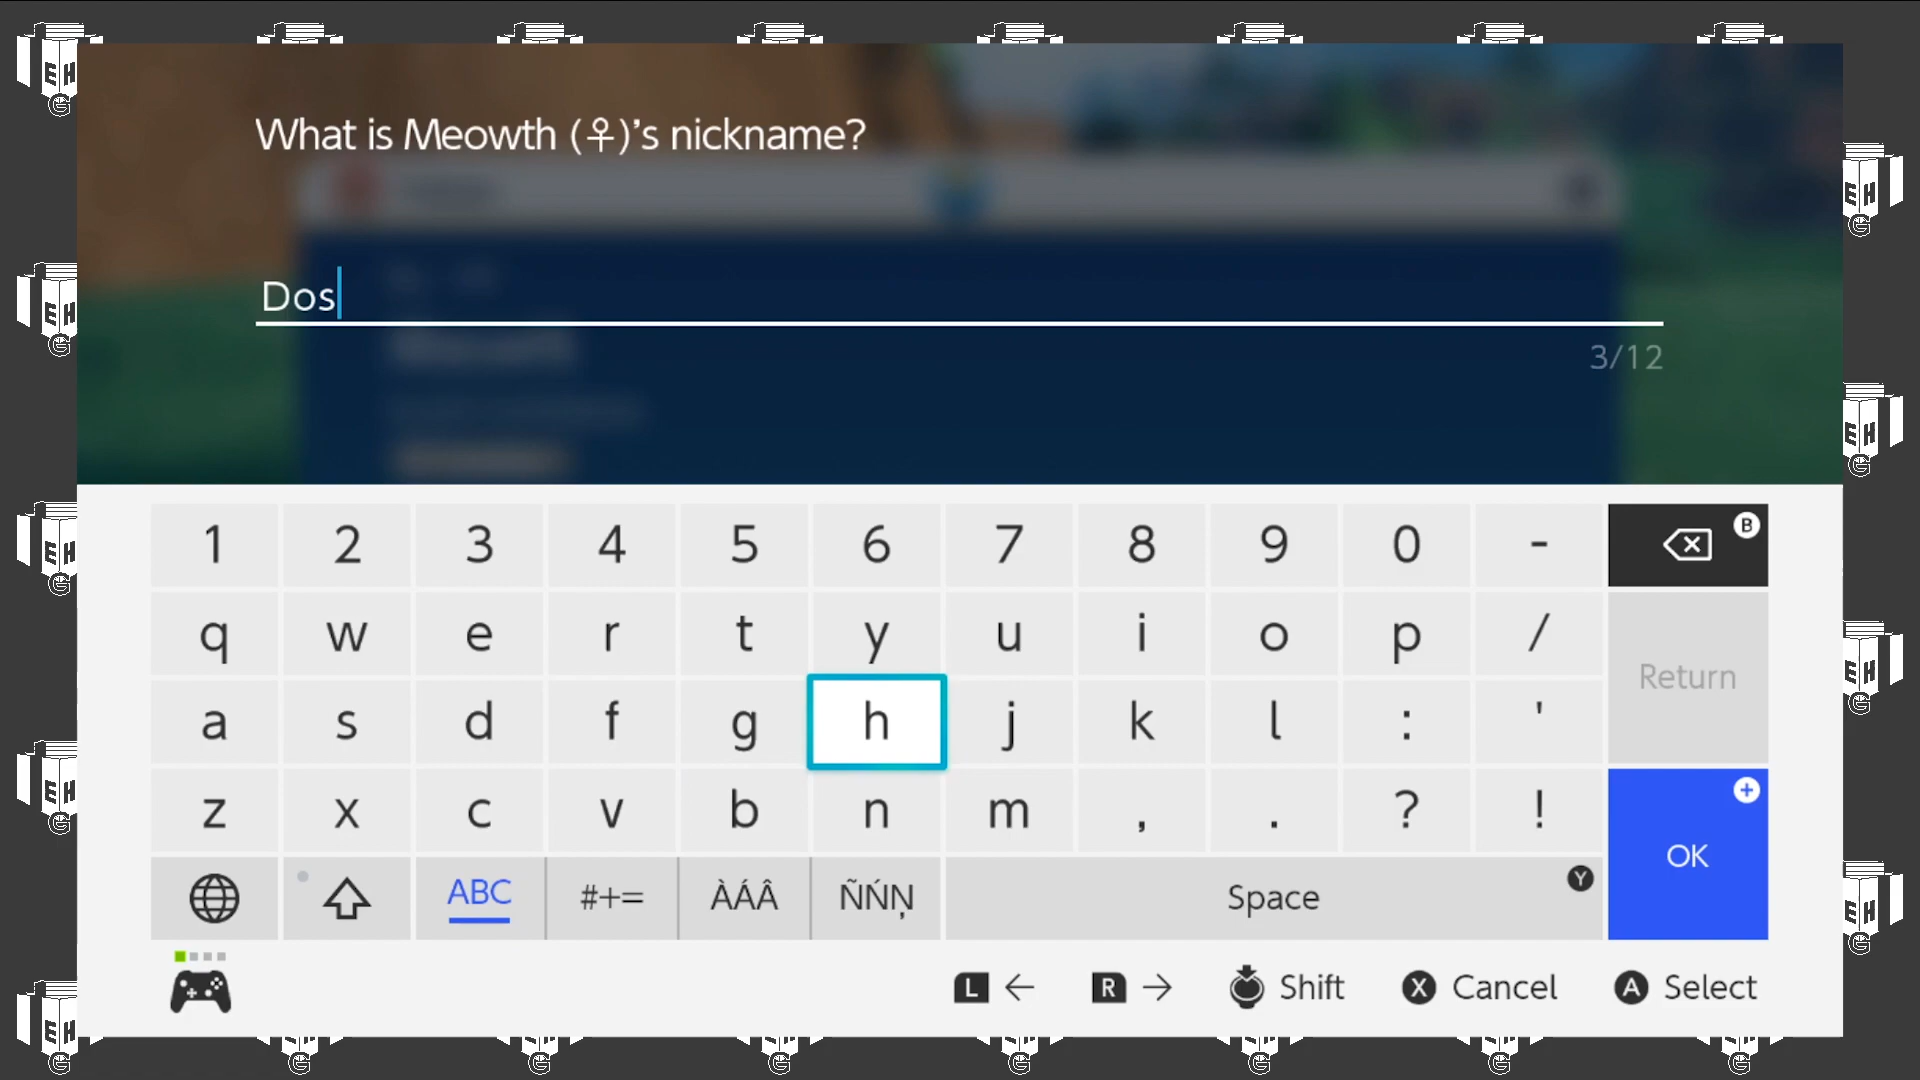 What is Meowth (♀)'s nickname?
Dos
3/12
1 2 3 4 5 6 7 8 9 0 - B
q w e r t y u i o p /
Return
a s d f g h j k l : '
z x c v b n m , . ? ! +
OK
ABC #+= ÀÁÂ ÑŃŅ Space Y
L ← R → Shift X Cancel A Select
EH G